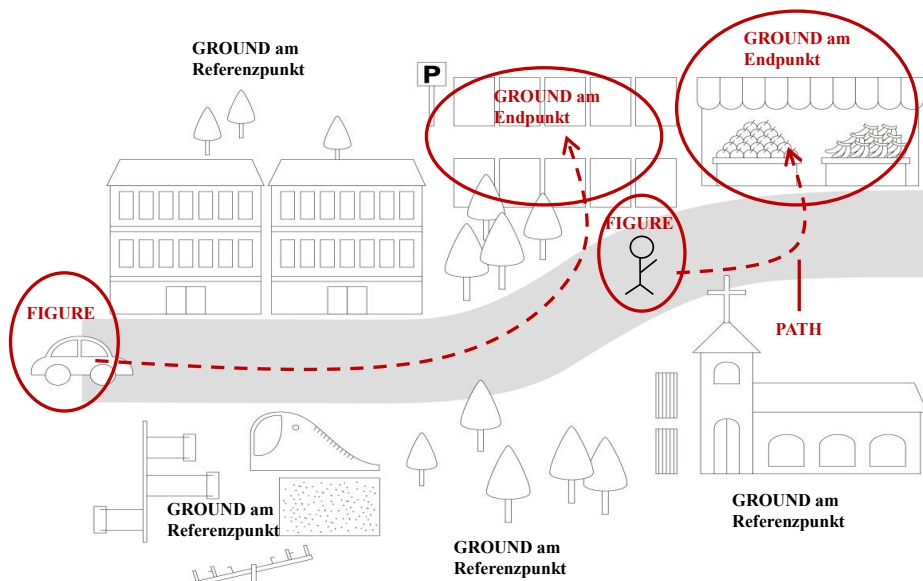 GROUND am
Referenzpunkt
P
GROUND am
Endpunkt
GROUND am
Endpunkt
FIGURE
FIGURE
PATH
GROUND am
Referenzpunkt
GROUND am
Referenzpunkt
GROUND am
Referenzpunkt